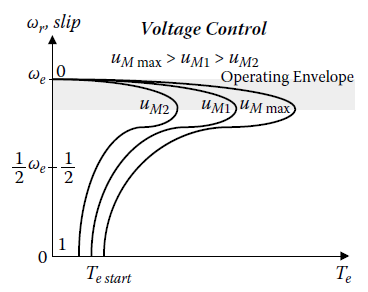 ωr, slip
Voltage Control
uM max > uM1 > uM2
ωe 0
Operating Envelope
uM2 uM1 uM max
1/2 ωe 1/2
0 1
Te start
Te